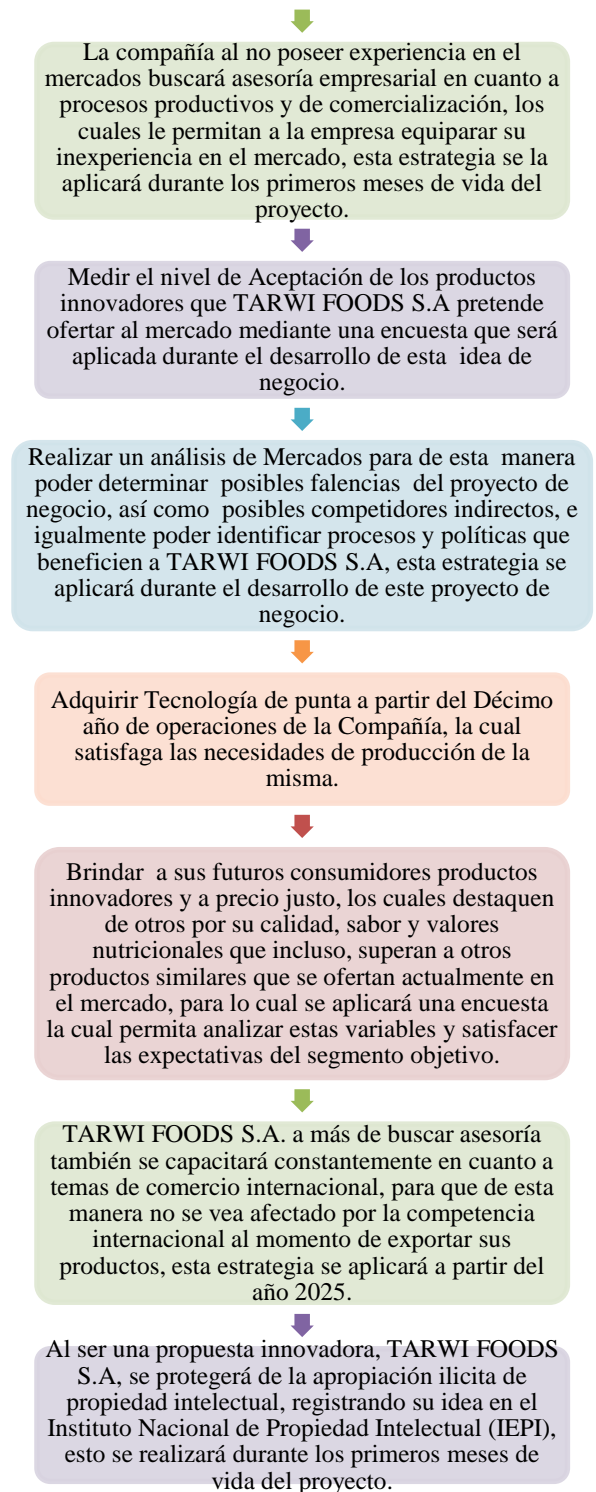 La compañía al no poseer experiencia en el
mercados buscará asesoría empresarial en cuanto a
procesos productivos y de comercialización, los
cuales le permitan a la empresa equiparar su
inexperiencia en el mercado, esta estrategia se la
aplicará durante los primeros meses de vida del
proyecto.
Medir el nivel de Aceptación de los productos
innovadores que TARWI FOODS S.A pretende
ofertar al mercado mediante una encuesta que será
aplicada durante el desarrollo de esta idea de
negocio.
Realizar un análisis de Mercados para de esta manera
poder determinar posibles falencias del proyecto de
negocio, así como posibles competidores indirectos, e
igualmente poder identificar procesos y políticas que
beneficien a TARWI FOODS S.A, esta estrategia se
aplicará durante el desarrollo de este proyecto de
negocio.
Adquirir Tecnología de punta a partir del Décimo
año de operaciones de la Compañía, la cual
satisfaga las necesidades de producción de la
misma.
Brindar a sus futuros consumidores productos
innovadores y a precio justo, los cuales destaquen
de otros por su calidad, sabor y valores
nutricionales que incluso, superan a otros
productos similares que se ofertan actualmente en
el mercado, para lo cual se aplicará una encuesta
la cual permita analizar estas variables y satisfacer
las expectativas del segmento objetivo.
TARWI FOODS S.A. a más de buscar asesoría
también se capacitará constantemente en cuanto a
temas de comercio internacional, para que de esta
manera no se vea afectado por la competencia
internacional al momento de exportar sus
productos, esta estrategia se aplicará a partir del
año 2025.
Al ser una propuesta innovadora, TARWI FOODS
S.A, se protegerá de la apropiación ilicita de
propiedad intelectual, registrando su idea en el
Instituto Nacional de Propiedad Intelectual (IEPI),
esto se realizará durante los primeros meses de
vida del proyecto.